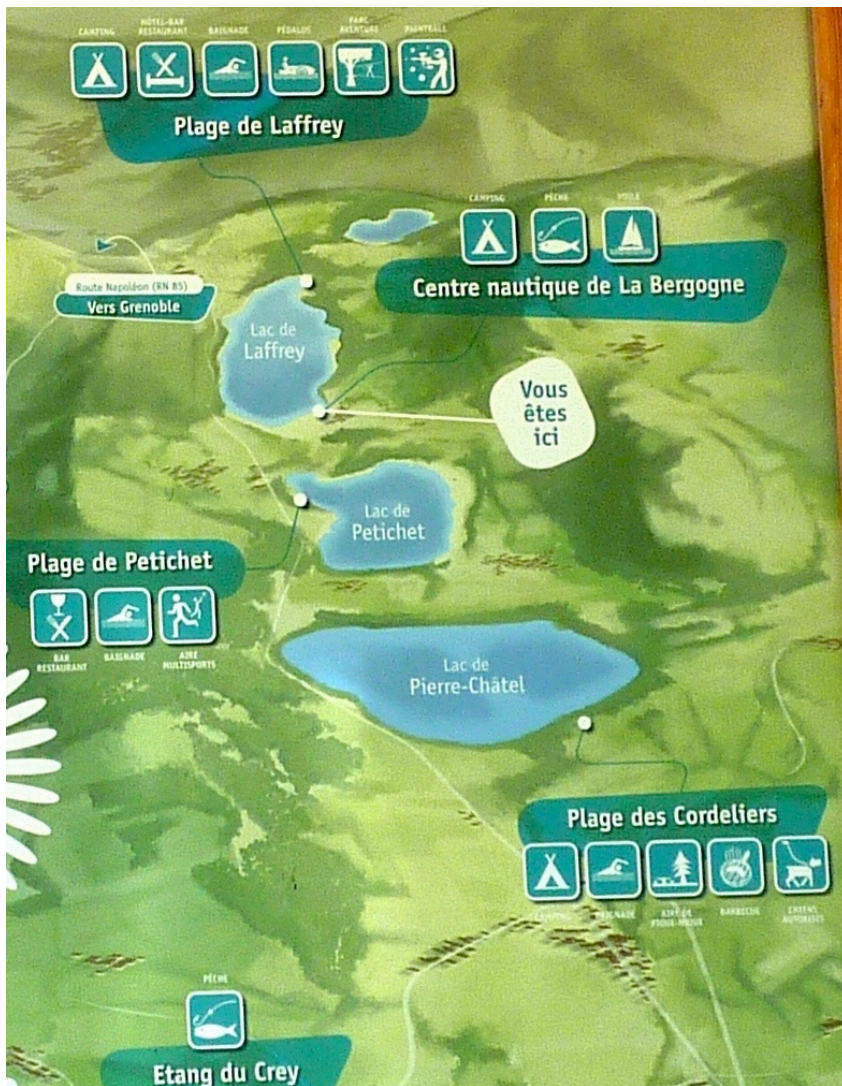 CAMPING
HÔTEL-BAR
RESTAURANT
BAIGNADE
PÉDALOS
PARC
AVENTURE
PAINTBALL
Plage de Laffrey
CAMPING
PÊCHE
VOILE
Centre nautique de La Bergogne
Route Napoléon (RN 85)
Vers Grenoble
Lac de
Laffrey
Vous
êtes
ici
Lac de
Petichet
Plage de Petichet
BAR
RESTAURANT
BAIGNADE
AIRE
MULTISPORTS
Lac de
Pierre-Châtel
Plage des Cordeliers
CAMPING
BAIGNADE
AIRE DE
PIQUE-NIQUE
BARBECUE
CHIENS
AUTORISÉS
PÊCHE
Etang du Crey